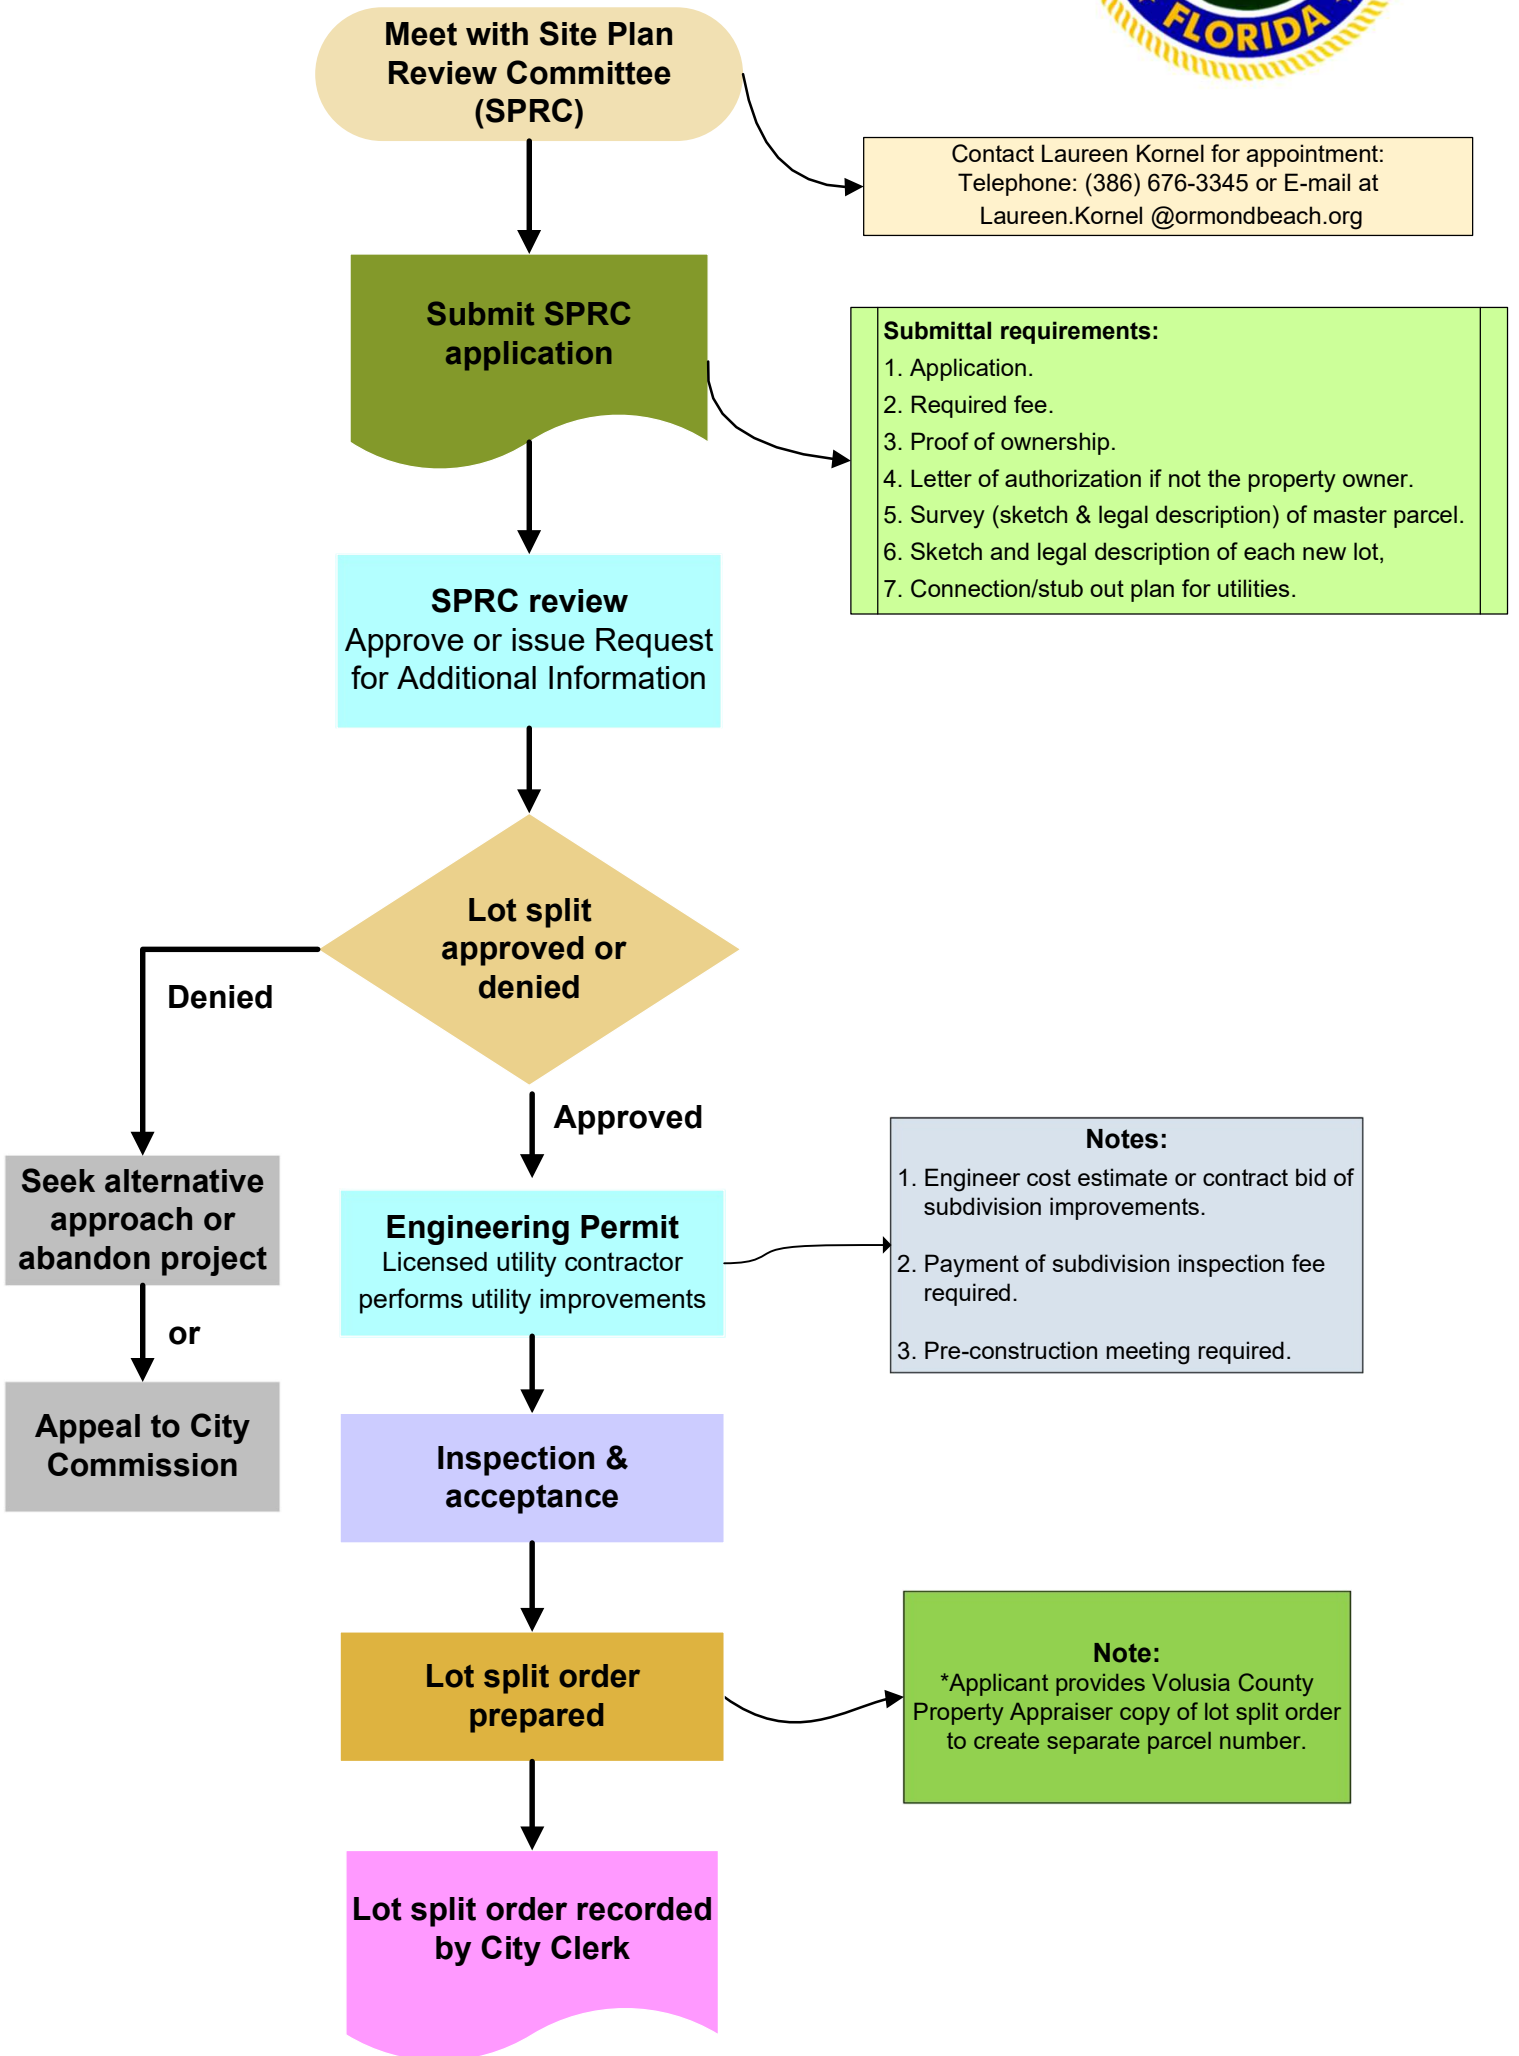 FLORIDA
Meet with Site Plan
Review Committee
(SPRC)
Contact Laureen Kornel for appointment:
Telephone: (386) 676-3345 or E-mail at
Laureen.Kornel @ormondbeach.org
Submit SPRC
application
Submittal requirements:
1. Application.
2. Required fee.
3. Proof of ownership.
4. Letter of authorization if not the property owner.
5. Survey (sketch & legal description) of master parcel.
6. Sketch and legal description of each new lot,
7. Connection/stub out plan for utilities.
SPRC review
Approve or issue Request
for Additional Information
Lot split
approved or
denied
Denied
Approved
Seek alternative
approach or
abandon project
or
Appeal to City
Commission
Engineering Permit
Licensed utility contractor
performs utility improvements
Notes:
1. Engineer cost estimate or contract bid of
subdivision improvements.
2. Payment of subdivision inspection fee
required.
3. Pre-construction meeting required.
Inspection &
acceptance
Lot split order
prepared
Note:
*Applicant provides Volusia County
Property Appraiser copy of lot split order
to create separate parcel number.
Lot split order recorded
by City Clerk